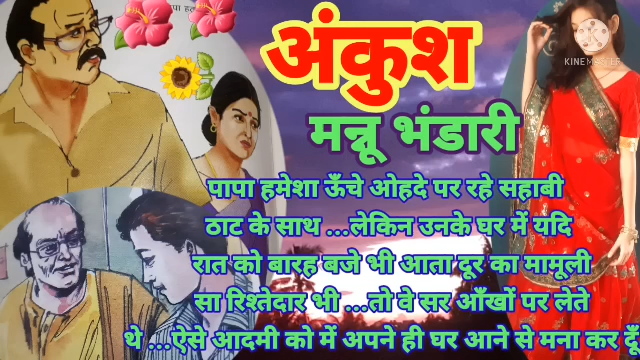 पापा हत
अंकुश
KINEMASTER
मन्नू भंडारी
पापा हमेशा ऊँचे ओहदे पर रहे सहाबी
ठाट के साथ ...लेकिन उनके घर में यदि
रात को बारह बजे भी आता दूर का मामूली
सा रिश्तेदार भी ...तो वे सर आँखों पर लेते
थे ...ऐसे आदमी को में अपने ही घर आने से मना कर दूँ